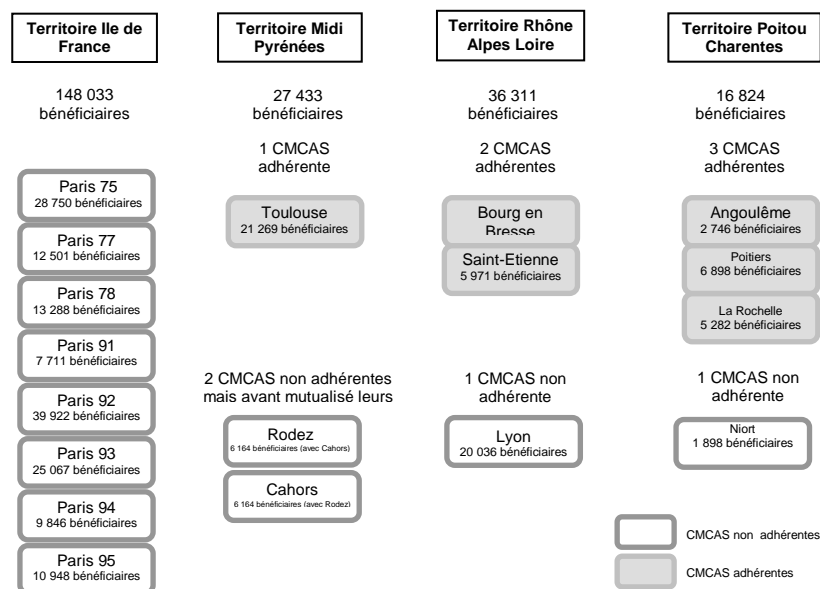 Territoire Ile de
France
148 033
bénéficiaires
Paris 75
28 750 bénéficiaires
Paris 77
12 501 bénéficiaires
Paris 78
13 288 bénéficiaires
Paris 91
7 711 bénéficiaires
Paris 92
39 922 bénéficiaires
Paris 93
25 067 bénéficiaires
Paris 94
9 846 bénéficiaires
Paris 95
10 948 bénéficiaires
Territoire Midi
Pyrénées
27 433
bénéficiaires
1 CMCAS
adhérente
Toulouse
21 269 bénéficiaires
2 CMCAS non adhérentes
mais ayant mutualisé leurs
Rodez
6 164 bénéficiaires (avec Cahors)
Cahors
6 164 bénéficiaires (avec Rodez)
Territoire Rhône
Alpes Loire
36 311
bénéficiaires
2 CMCAS
adhérentes
Bourg en
Bresse
Saint-Etienne
5 971 bénéficiaires
1 CMCAS non
adhérente
Lyon
20 036 bénéficiaires
Territoire Poitou
Charentes
16 824
bénéficiaires
3 CMCAS
adhérentes
Angoulême
2 746 bénéficiaires
Poitiers
6 898 bénéficiaires
La Rochelle
5 282 bénéficiaires
1 CMCAS non
adhérente
Niort
1 898 bénéficiaires
CMCAS non adhérentes
CMCAS adhérentes